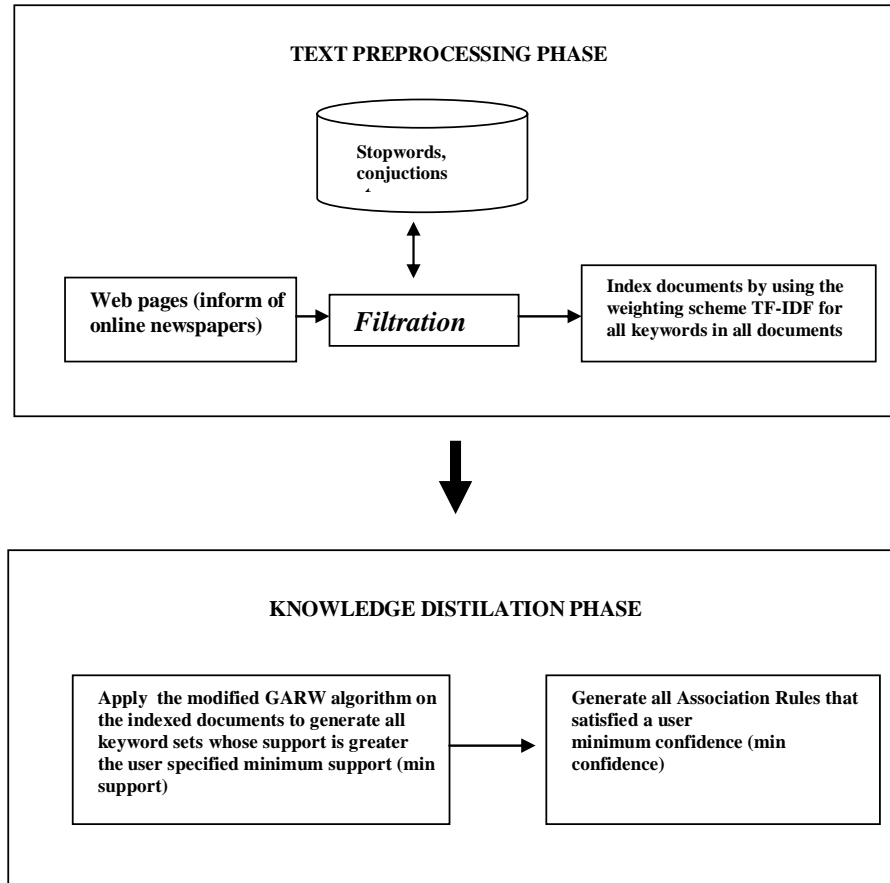 TEXT PREPROCESSING PHASE
Stopwords,
conjuctions
Web pages (inform of
online newspapers)
Filtration
Index documents by using the
weighting scheme TF-IDF for
all keywords in all documents
KNOWLEDGE DISTILATION PHASE
Apply the modified GARW algorithm on
the indexed documents to generate all
keyword sets whose support is greater
the user specified minimum support (min
support)
Generate all Association Rules that
satisfied a user
minimum confidence (min
confidence)